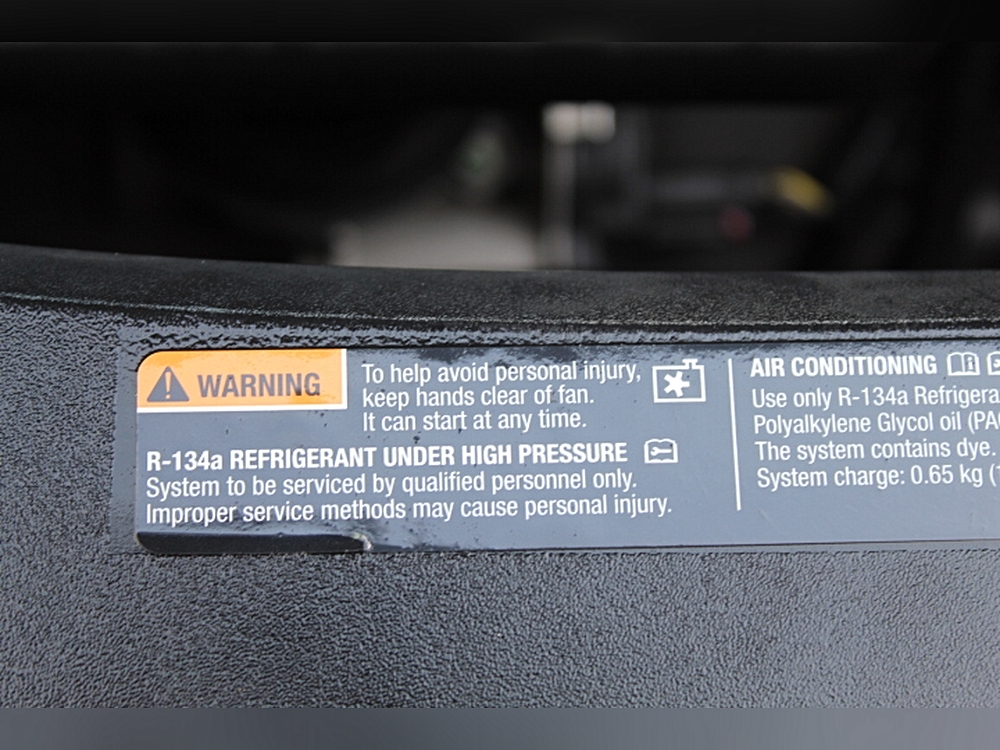 WARNING
To help avoid personal injury,
keep hands clear of fan.
It can start at any time.
R-134a REFRIGERANT UNDER HIGH PRESSURE
System to be serviced by qualified personnel only.
Improper service methods may cause personal injury.
AIR CONDITIONING
Use only R-134a
Polyalkylene Glycol oil
The system contains dye.
System charge: 0.65 kg